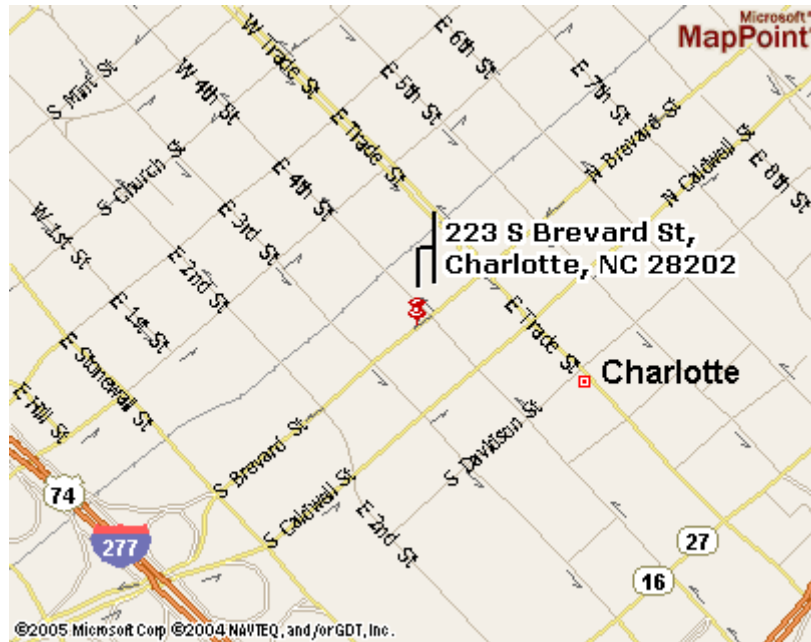 Microsoft®
MapPoint®
W Trade St
E 6th St
S Mint St
W 4th St
E 5th St
E 7th St
N Brevard St
E Trade St
N Caldwell St
E 8th St
S Church St
E 4th St
W 1st St
E 3rd St
E 2nd St
223 S Brevard St,
Charlotte, NC 28202
E 1st St
E Stonewall St
E Trade St
Charlotte
E Hill St
S Brevard St
S Davidson St
74
S Caldwell St
E 2nd St
277
27
16
©2005 Microsoft Corp ©2004 NAVTEQ, and/or GDT, Inc.